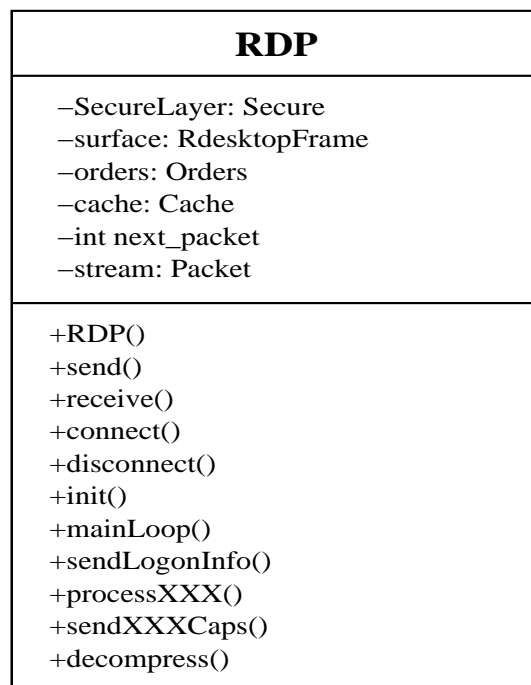 RDP
–SecureLayer: Secure
–surface: RdesktopFrame
–orders: Orders
–cache: Cache
–int next_packet
–stream: Packet
+RDP()
+send()
+receive()
+connect()
+disconnect()
+init()
+mainLoop()
+sendLogonInfo()
+processXXX()
+sendXXXCaps()
+decompress()